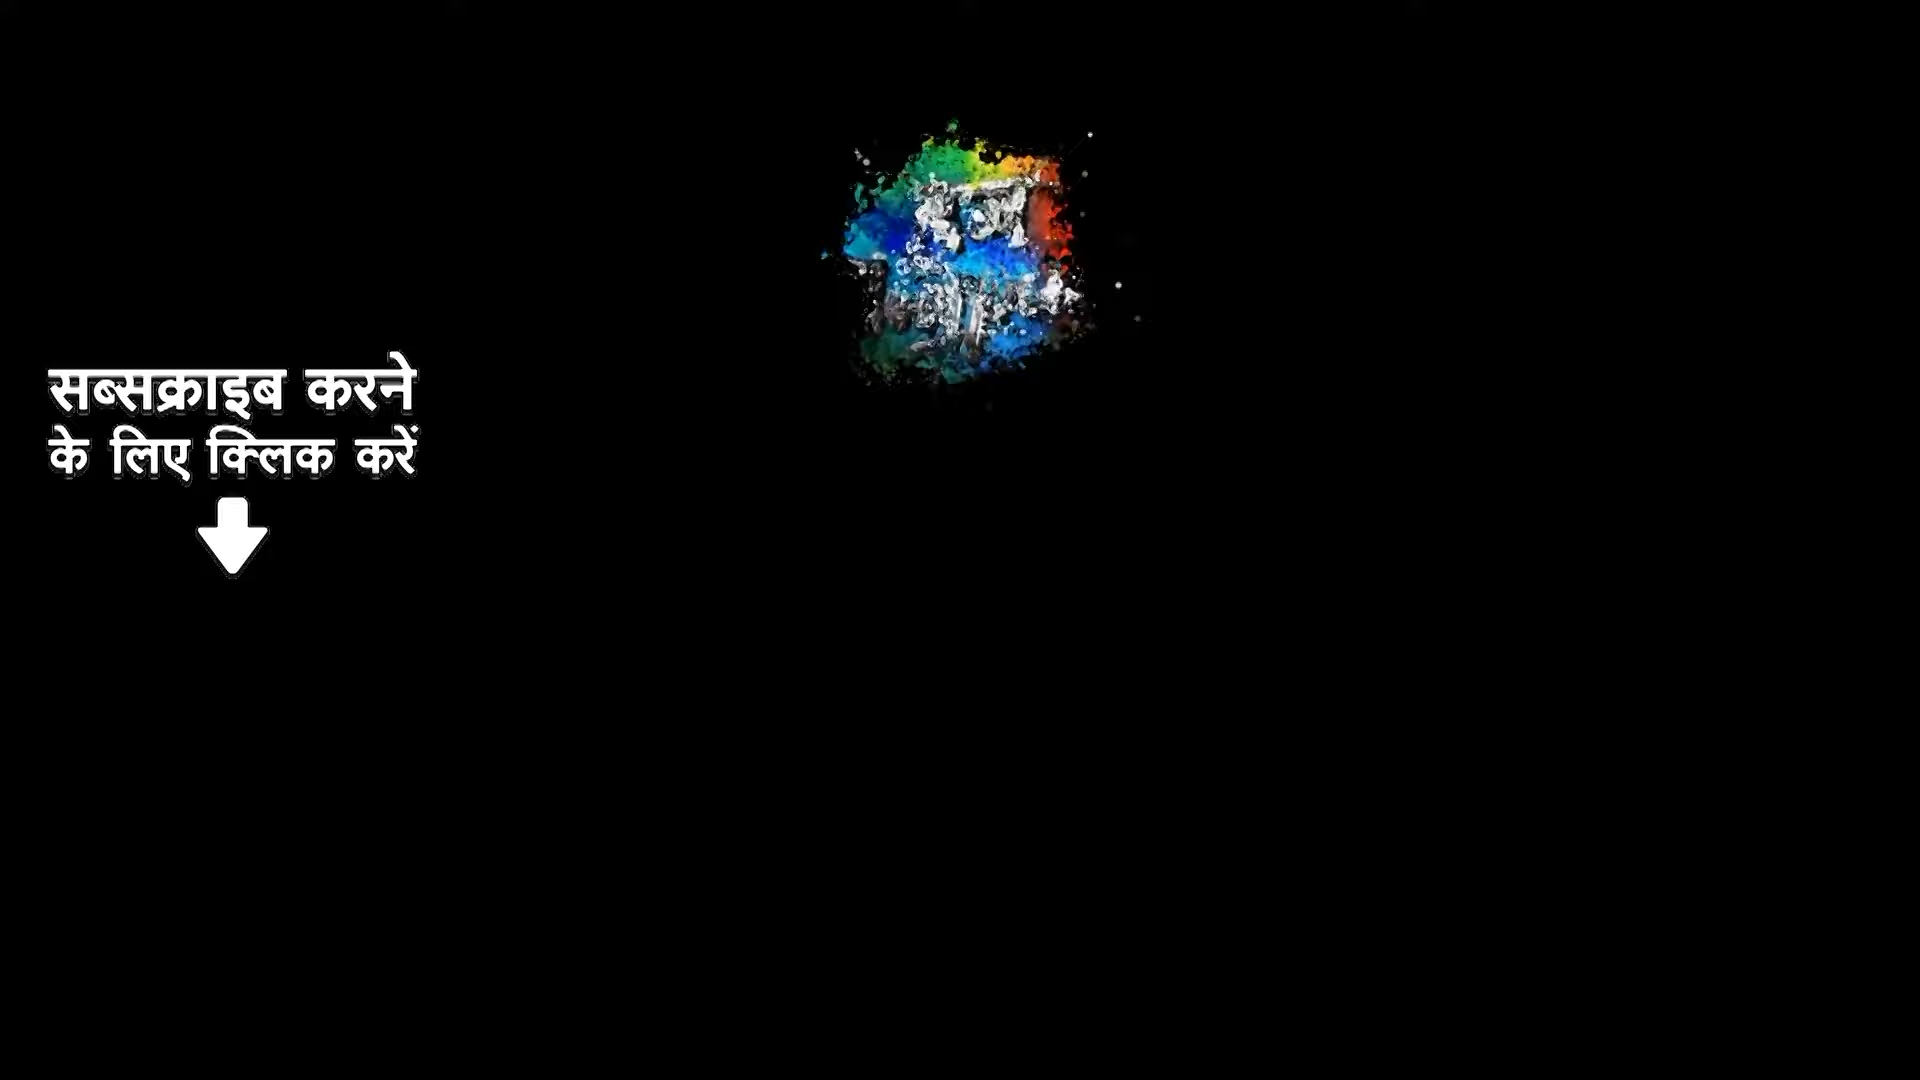 सब्सक्राइब करने
के लिए क्लिक करें